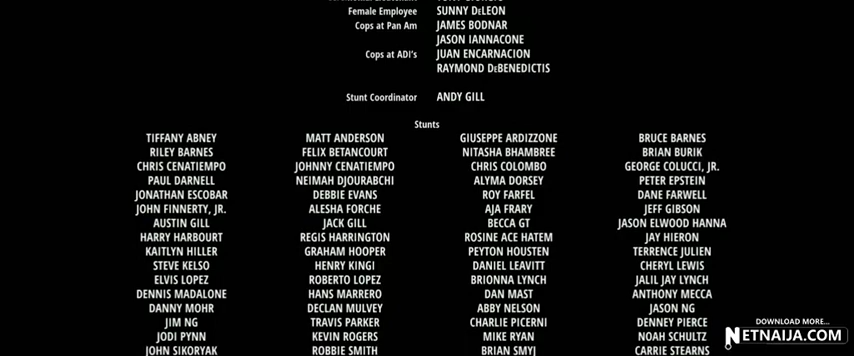 Female Employee SUNNY DeLEON
Cops at Pan Am JAMES BODNAR
JASON IANNACONE
Cops at ADI's JUAN ENCARNACION
RAYMOND DeBENEDICTIS
Stunt Coordinator ANDY GILL
Stunts
TIFFANY ABNEY MATT ANDERSON GIUSEPPE ARDIZZONE BRUCE BARNES
RILEY BARNES FELIX BETANCOURT NITASHA BHAMBREE BRIAN BURIK
CHRIS CENATIEMPO JOHNNY CENATIEMPO CHRIS COLOMBO GEORGE COLUCCI, JR.
PAUL DARNELL NEIMAH DJOURABCHI ALYMA DORSEY PETER EPSTEIN
JONATHAN ESCOBAR DEBBIE EVANS ROY FARFEL DANE FARWELL
JOHN FINNERTY, JR. ALESHA FORCHE AJA FRARY JEFF GIBSON
AUSTIN GILL JACK GILL BECCA GT JASON ELWOOD HANNA
HARRY HARBOURT REGIS HARRINGTON ROSINE ACE HATEM JAY HIERON
KAITLYN HILLER GRAHAM HOOPER PEYTON HOUSTEN TERRENCE JULIEN
STEVE KELSO HENRY KINGI DANIEL LEAVITT CHERYL LEWIS
ELVIS LOPEZ ROBERTO LOPEZ BRIONNA LYNCH JALIL JAY LYNCH
DENNIS MADALONE HANS MARRERO DAN MAST ANTHONY MECCA
DANNY MOHR DECLAN MULVEY ABBY NELSON JASON NG
JIM NG TRAVIS PARKER CHARLIE PICERNI DENNEY PIERCE
JODI PYNN KEVIN ROGERS MIKE RYAN NOAH SCHULTZ
JOHN SIKORYAK ROBBIE SMITH BRIAN SMYJ CARRIE STEARNS
DOWNLOAD MORE...
NETNAIJA.COM